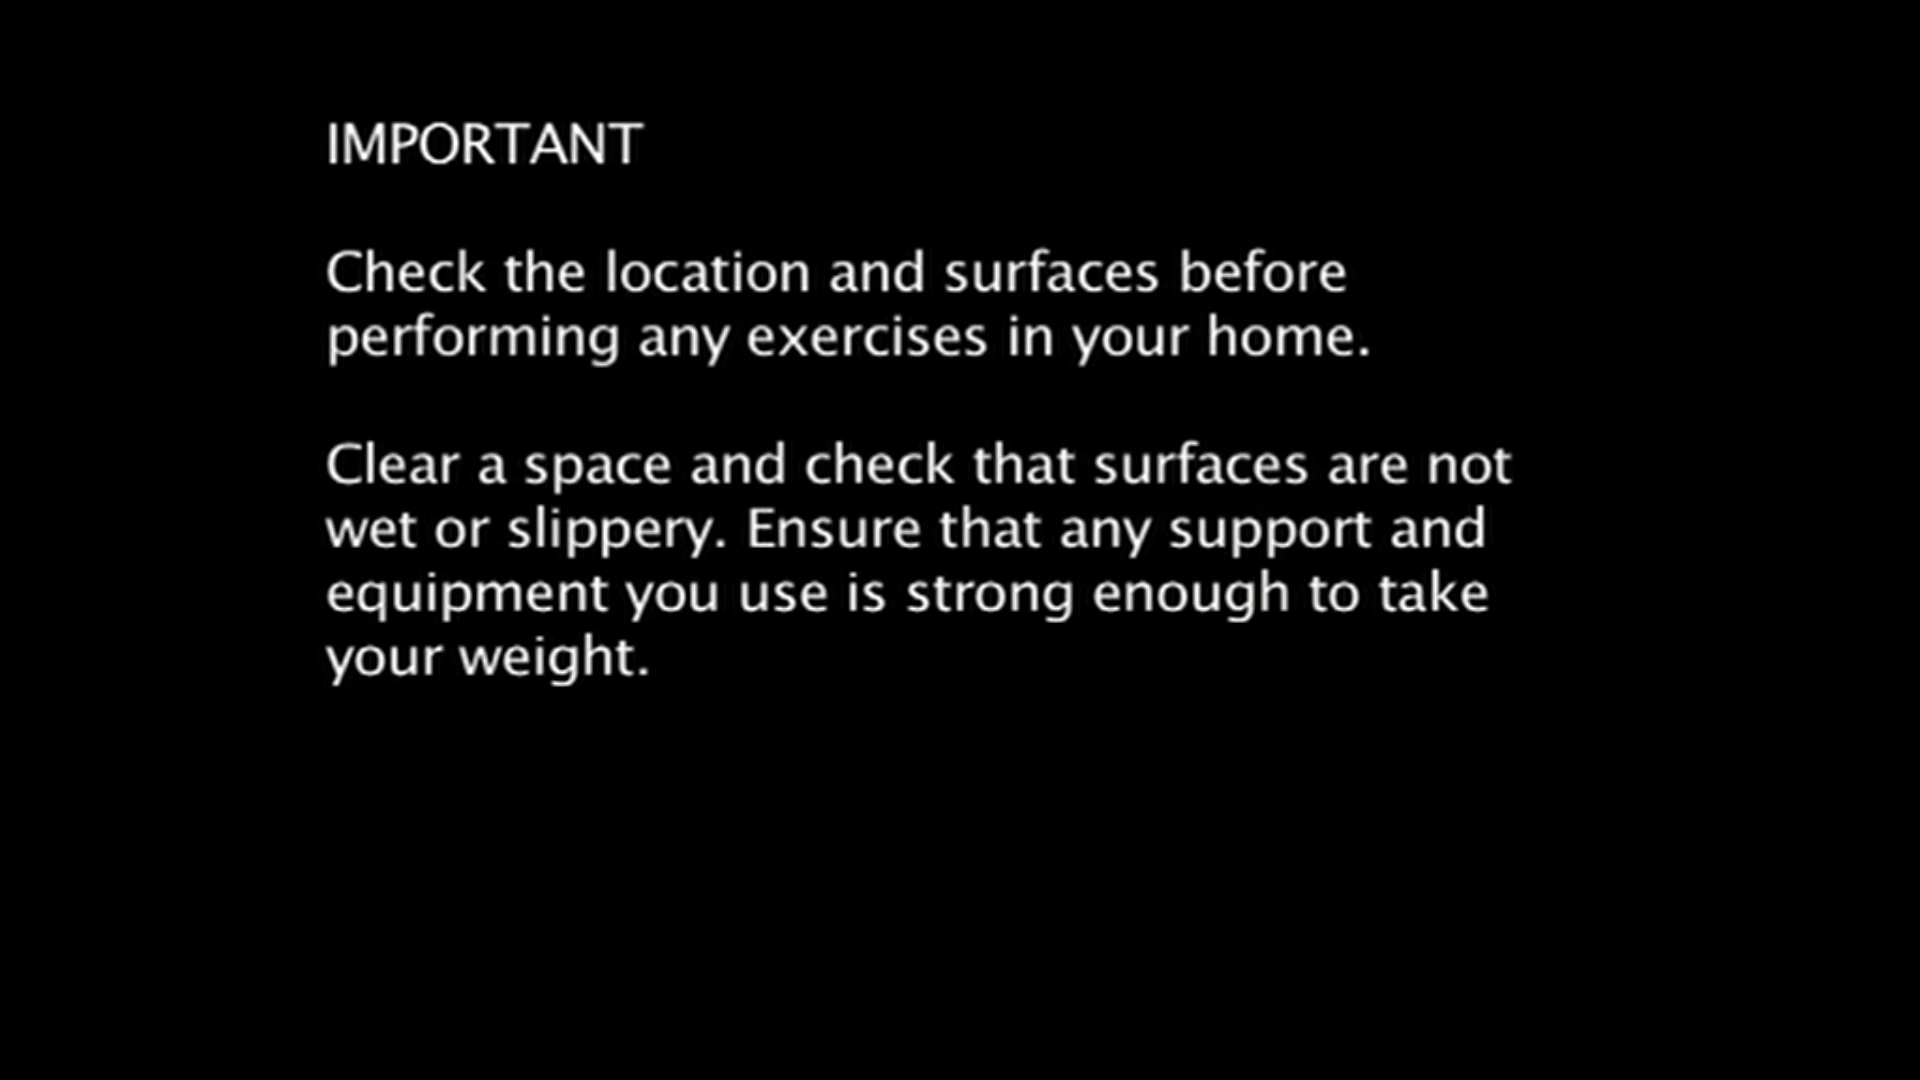 IMPORTANT
Check the location and surfaces before
performing any exercises in your home.
Clear a space and check that surfaces are not
wet or slippery. Ensure that any support and
equipment you use is strong enough to take
your weight.